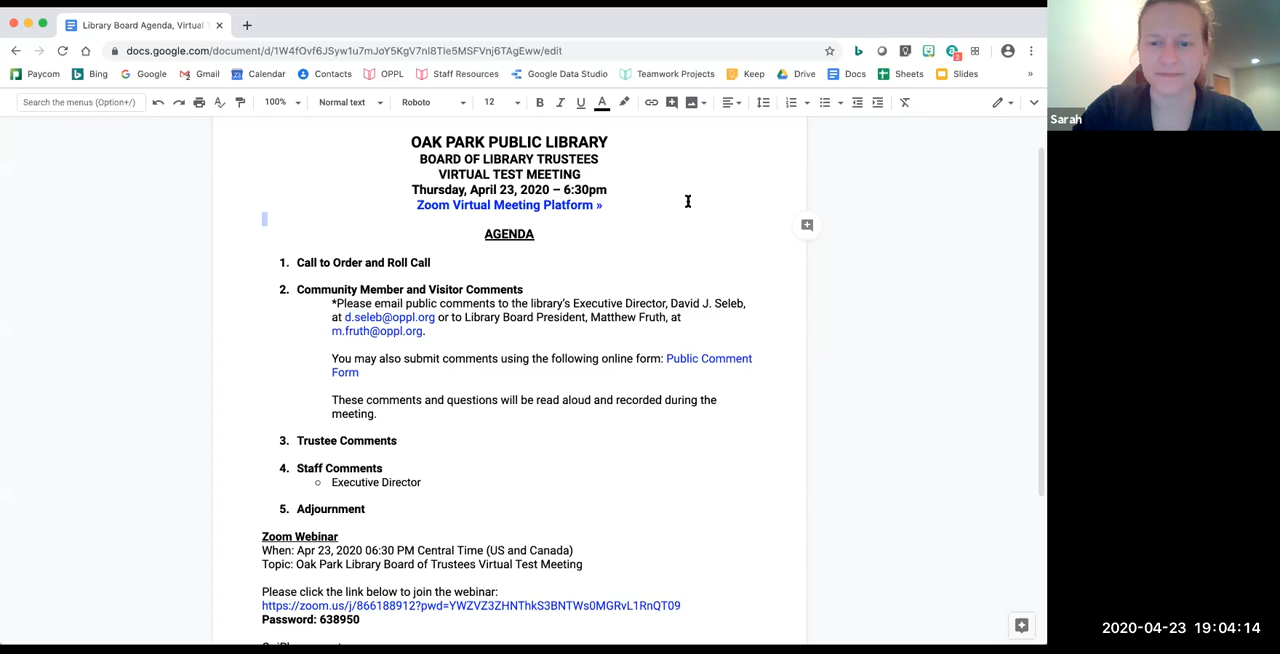 Library Board Agenda, Virtual
docs.google.com/document/d/1W4fOvf6JSyw1u7mJoY5KgV7nl8Tle5MSFVnj6TAgEww/edit
Paycom Bing Google Gmail Calendar Contacts OPPL Staff Resources Google Data Studio Teamwork Projects Keep Drive Docs Sheets Slides »
Search the menus (Option+/) 100% Normal text Roboto 12 B I U A
Sarah
OAK PARK PUBLIC LIBRARY
BOARD OF LIBRARY TRUSTEES
VIRTUAL TEST MEETING
Thursday, April 23, 2020 – 6:30pm
Zoom Virtual Meeting Platform »
AGENDA
1. Call to Order and Roll Call
2. Community Member and Visitor Comments
*Please email public comments to the library's Executive Director, David J. Seleb,
at d.seleb@oppl.org or to Library Board President, Matthew Fruth, at
m.fruth@oppl.org.
You may also submit comments using the following online form: Public Comment
Form
These comments and questions will be read aloud and recorded during the
meeting.
3. Trustee Comments
4. Staff Comments
○ Executive Director
5. Adjournment
Zoom Webinar
When: Apr 23, 2020 06:30 PM Central Time (US and Canada)
Topic: Oak Park Library Board of Trustees Virtual Test Meeting
Please click the link below to join the webinar:
https://zoom.us/j/866188912?pwd=YWZVZ3ZHNThkS3BNTWs0MGRvL1RnQT09
Password: 638950
2020-04-23 19:04:14